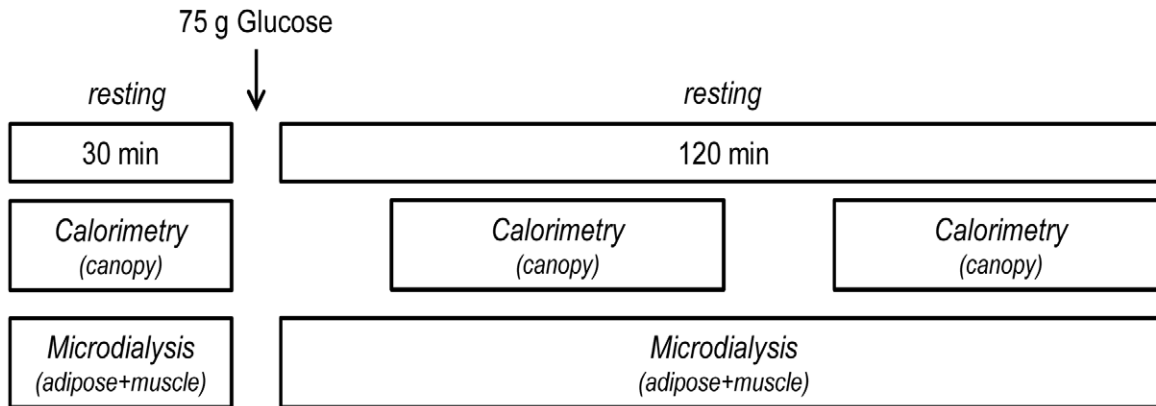 75 g Glucose
resting
resting
30 min
120 min
Calorimetry
(canopy)
Calorimetry
(canopy)
Calorimetry
(canopy)
Microdialysis
(adipose+muscle)
Microdialysis
(adipose+muscle)